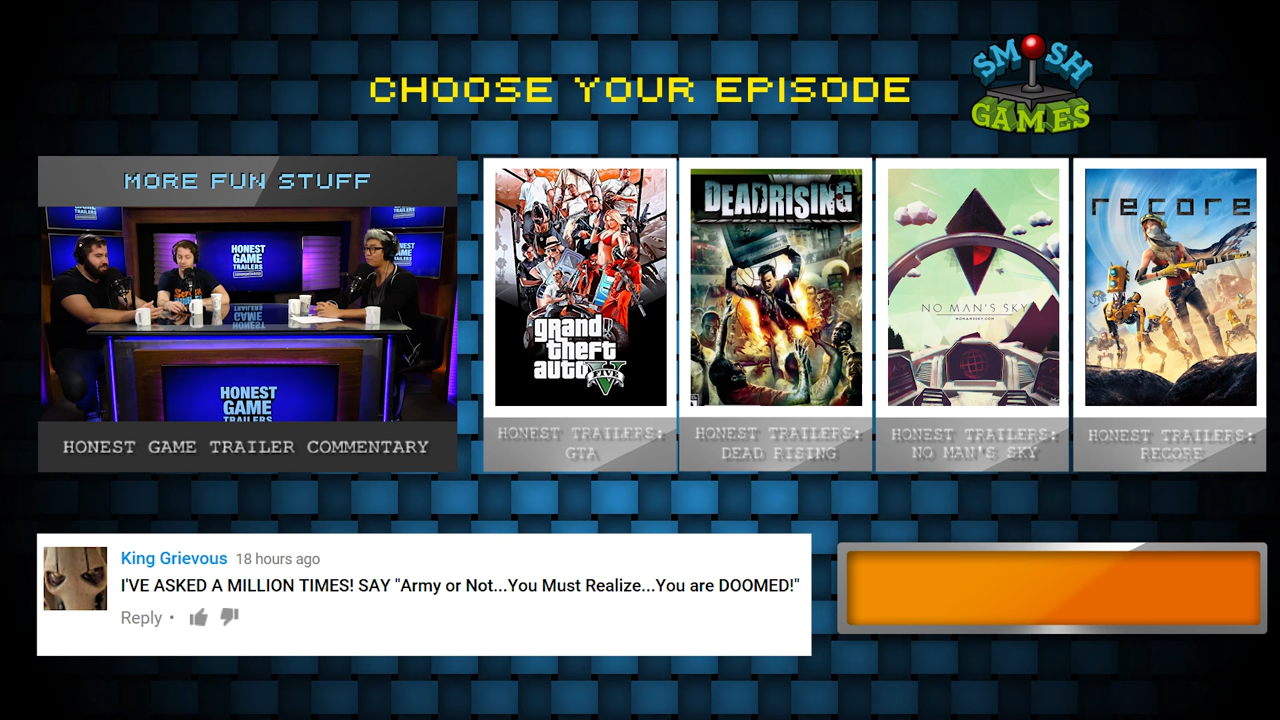 CHOOSE YOUR EPISODE
SMOSH
GAMES
MORE FUN STUFF
HONEST
GAME
TRAILERS
HONEST
GAME
TRAILERS
HONEST GAME TRAILER COMMENTARY
grand
theft
auto
V
FIVE
HONEST TRAILERS:
GTA
DEADRISING
HONEST TRAILERS:
DEAD RISING
NO MAN'S SKY
HONEST TRAILERS:
NO MAN'S SKY
recore
HONEST TRAILERS:
RECORE
King Grievous 18 hours ago
I'VE ASKED A MILLION TIMES! SAY "Army or Not...You Must Realize...You are DOOMED!"
Reply •